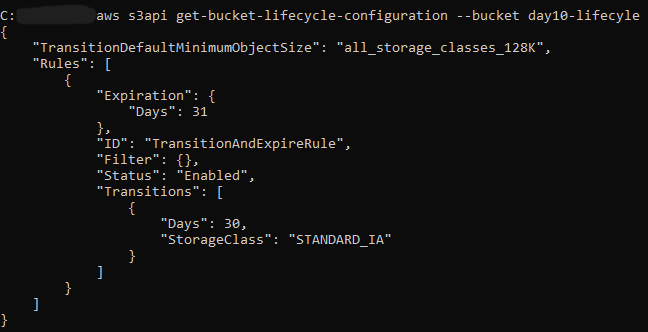 C:aws s3api get-bucket-lifecycle-configuration --bucket day10-lifecyle
{
    "TransitionDefaultMinimumObjectSize": "all_storage_classes_128K",
    "Rules": [
        {
            "Expiration": {
                "Days": 31
            },
            "ID": "TransitionAndExpireRule",
            "Filter": {},
            "Status": "Enabled",
            "Transitions": [
                {
                    "Days": 30,
                    "StorageClass": "STANDARD_IA"
                }
            ]
        }
    ]
}